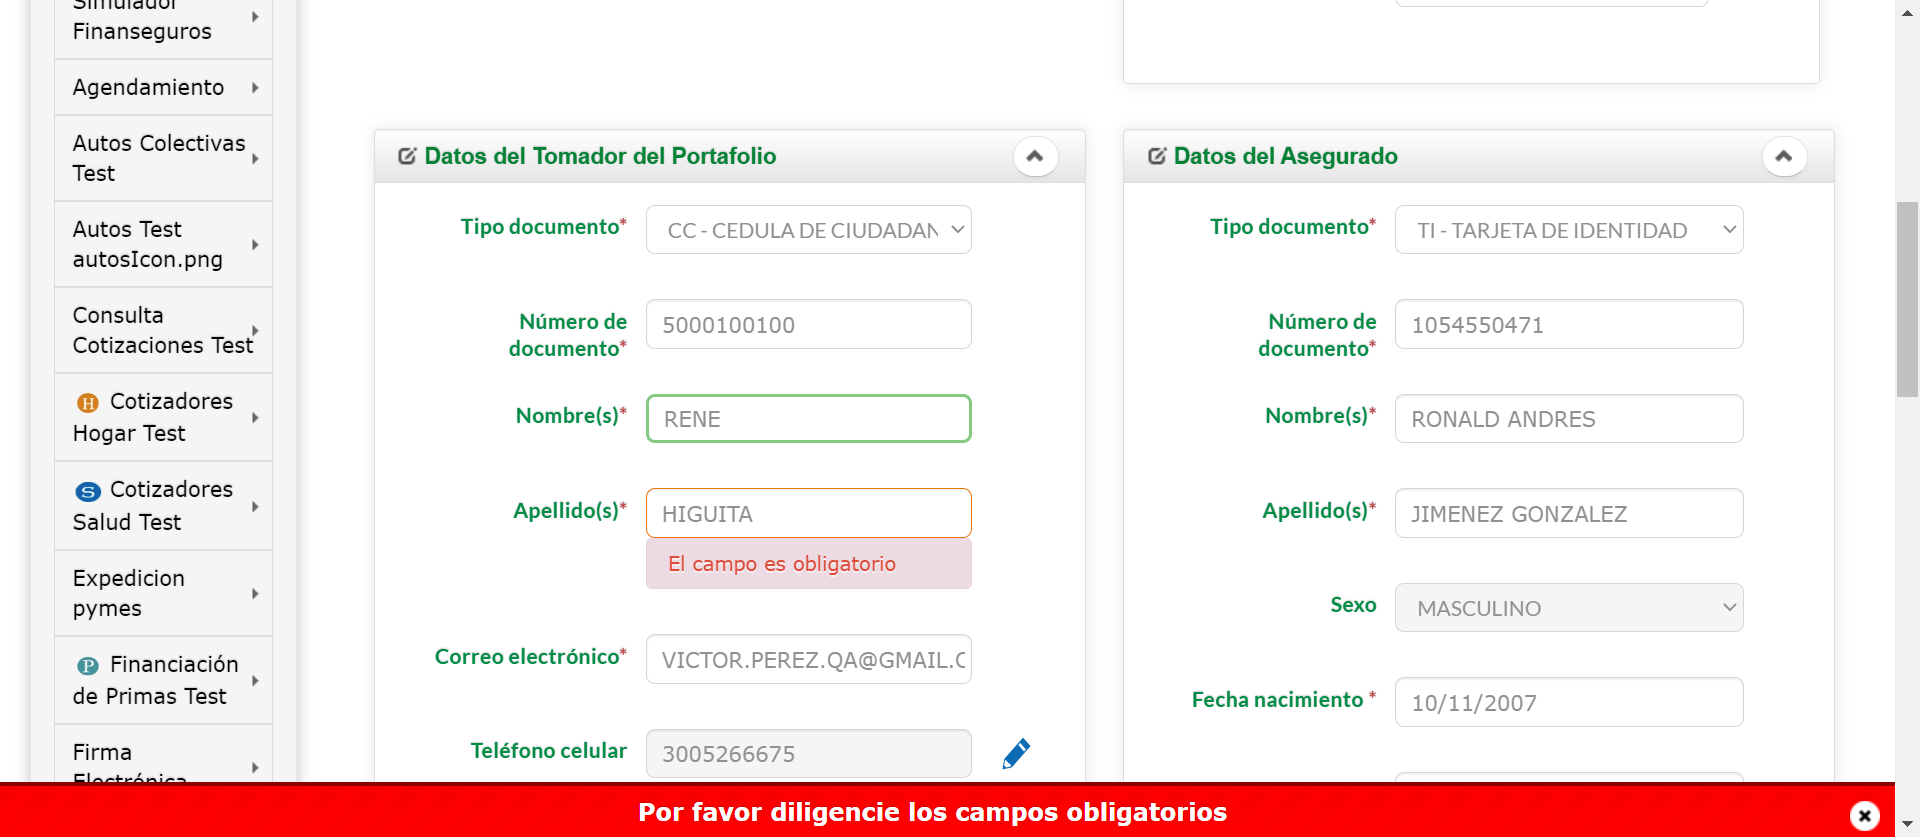 Simulador
Finanseguros
Agendamiento
Autos Colectivas
Test
Autos Test
autosIcon.png
Consulta
Cotizaciones Test
H Cotizadores
Hogar Test
S Cotizadores
Salud Test
Expedicion
pymes
P Financiación
de Primas Test
Firma
Electrónica
Datos del Tomador del Portafolio
Tipo documento* CC - CEDULA DE CIUDADAN
Número de
documento* 5000100100
Nombre(s)* RENE
Apellido(s)* HIGUITA
El campo es obligatorio
Correo electrónico* VICTOR.PEREZ.QA@GMAIL.C
Teléfono celular 3005266675
Datos del Asegurado
Tipo documento* TI - TARJETA DE IDENTIDAD
Número de
documento* 1054550471
Nombre(s)* RONALD ANDRES
Apellido(s)* JIMENEZ GONZALEZ
Sexo MASCULINO
Fecha nacimiento * 10/11/2007
Por favor diligencie los campos obligatorios